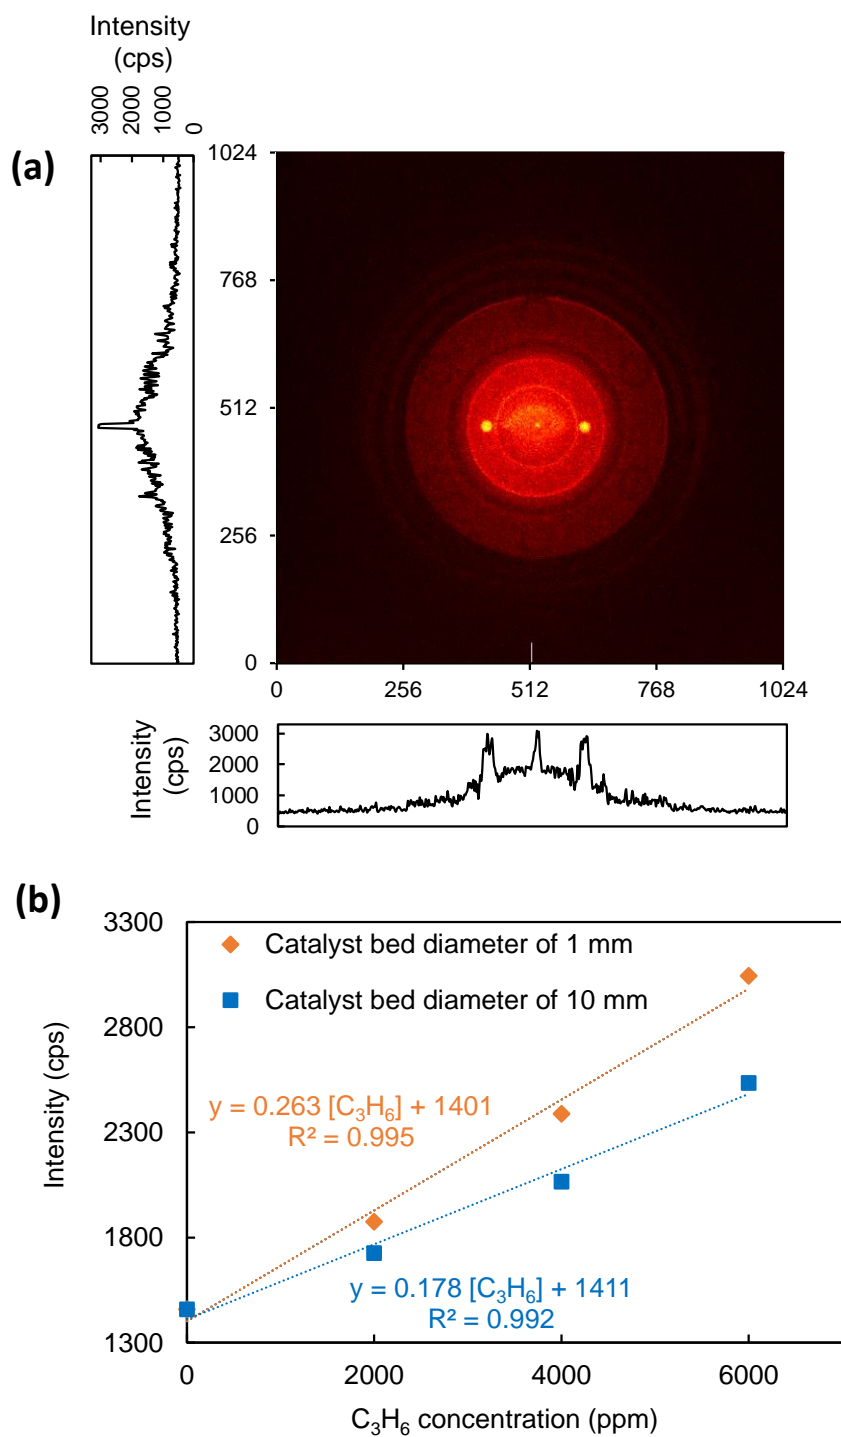 Intensity
(cps)
3000
2000
1000
0
(a)
1024
768
512
256
0
0 256 512 768 1024
Intensity
(cps)
3000
2000
1000
0
(b)
3300
2800
2300
1800
1300
Intensity (cps)
Catalyst bed diameter of 1 mm
Catalyst bed diameter of 10 mm
y = 0.263 [C₃H₆] + 1401
R² = 0.995
y = 0.178 [C₃H₆] + 1411
R² = 0.992
0 2000 4000 6000
C₃H₆ concentration (ppm)